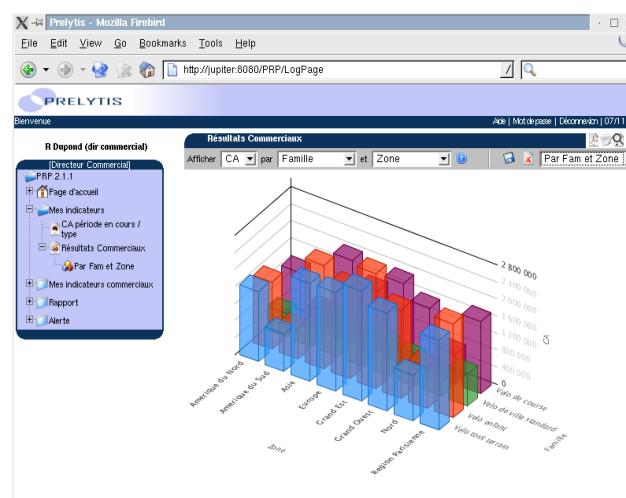 Prelytis - Mozilla Firebird
File Edit View Go Bookmarks Tools Help
http://jupiter:8080/PRP/LogPage
PRELYTIS
Bienvenue
Aide | Mot de passe | Déconnexion | 07/11
R Dupond (dir commercial)
Résultats Commerciaux
Afficher CA par Famille et Zone
Par Fam et Zone
[Directeur Commercial]
PRP 2.1.1
Page d'accueil
Mes indicateurs
CA période en cours /
type
Résultats Commerciaux
Par Fam et Zone
Mes indicateurs commerciaux
Rapport
Alerte
2 800 000
2 400 000
2 000 000
1 600 000
1 200 000
800 000
400 000
0
CA
Amerique du Nord
Amerique du Sud
Asie
Europe
Grand Est
Grand Ouest
Nord
Region Parisienne
Zone
Velo de course
Velo de ville standard
Velo enfant
Velo tout terrain
Famille